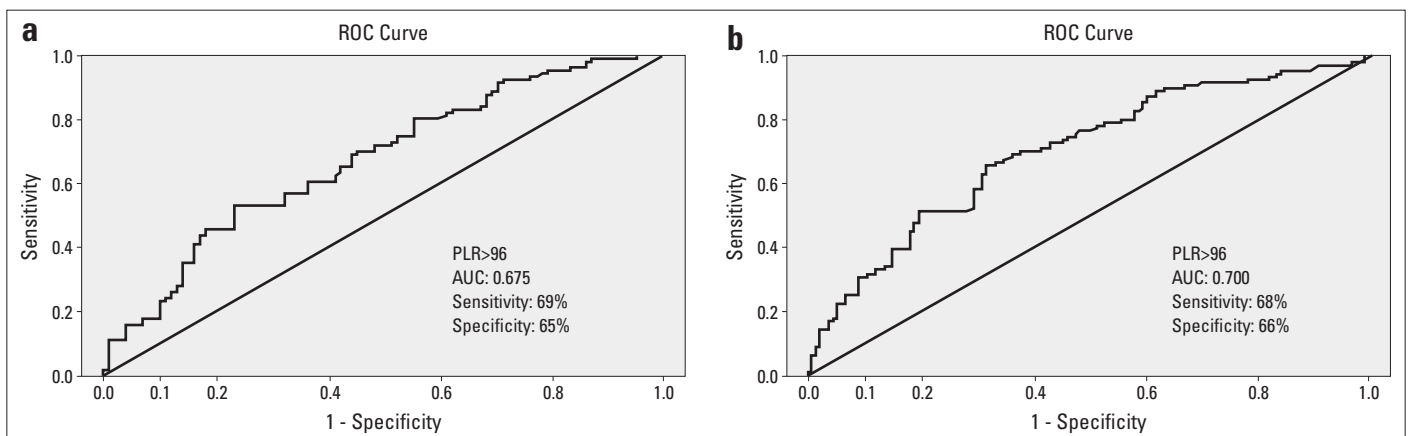 a
ROC Curve
1.0
0.8
0.6
0.4
0.2
0.0
Sensitivity
PLR>96
AUC: 0.675
Sensitivity: 69%
Specificity: 65%
0.0 0.1 0.2 0.4 0.6 0.8 1.0
1 - Specificity
b
ROC Curve
1.0
0.8
0.6
0.4
0.2
0.0
Sensitivity
PLR>96
AUC: 0.700
Sensitivity: 68%
Specificity: 66%
0.0 0.1 0.2 0.4 0.6 0.8 1.0
1 - Specificity